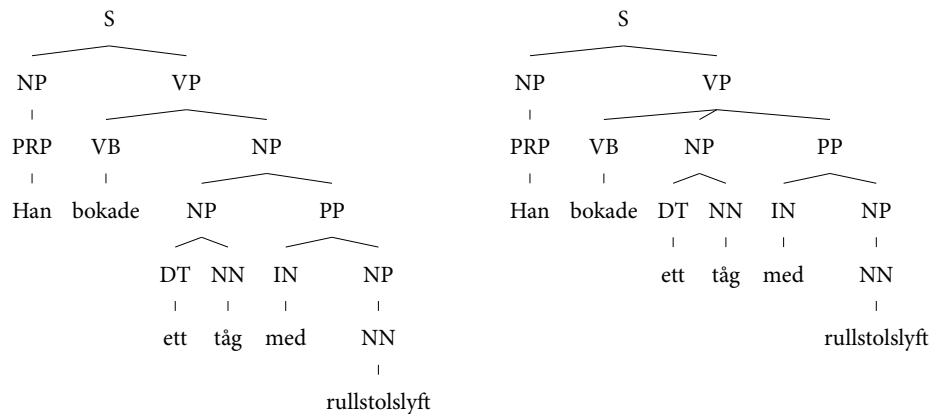 S S
NP VP NP VP
PRP VB NP PRP VB NP PP
Han bokade NP PP Han bokade DT NN IN NP
DT NN IN NP ett tåg med NN
ett tåg med NN rullstolslyft
rullstolslyft